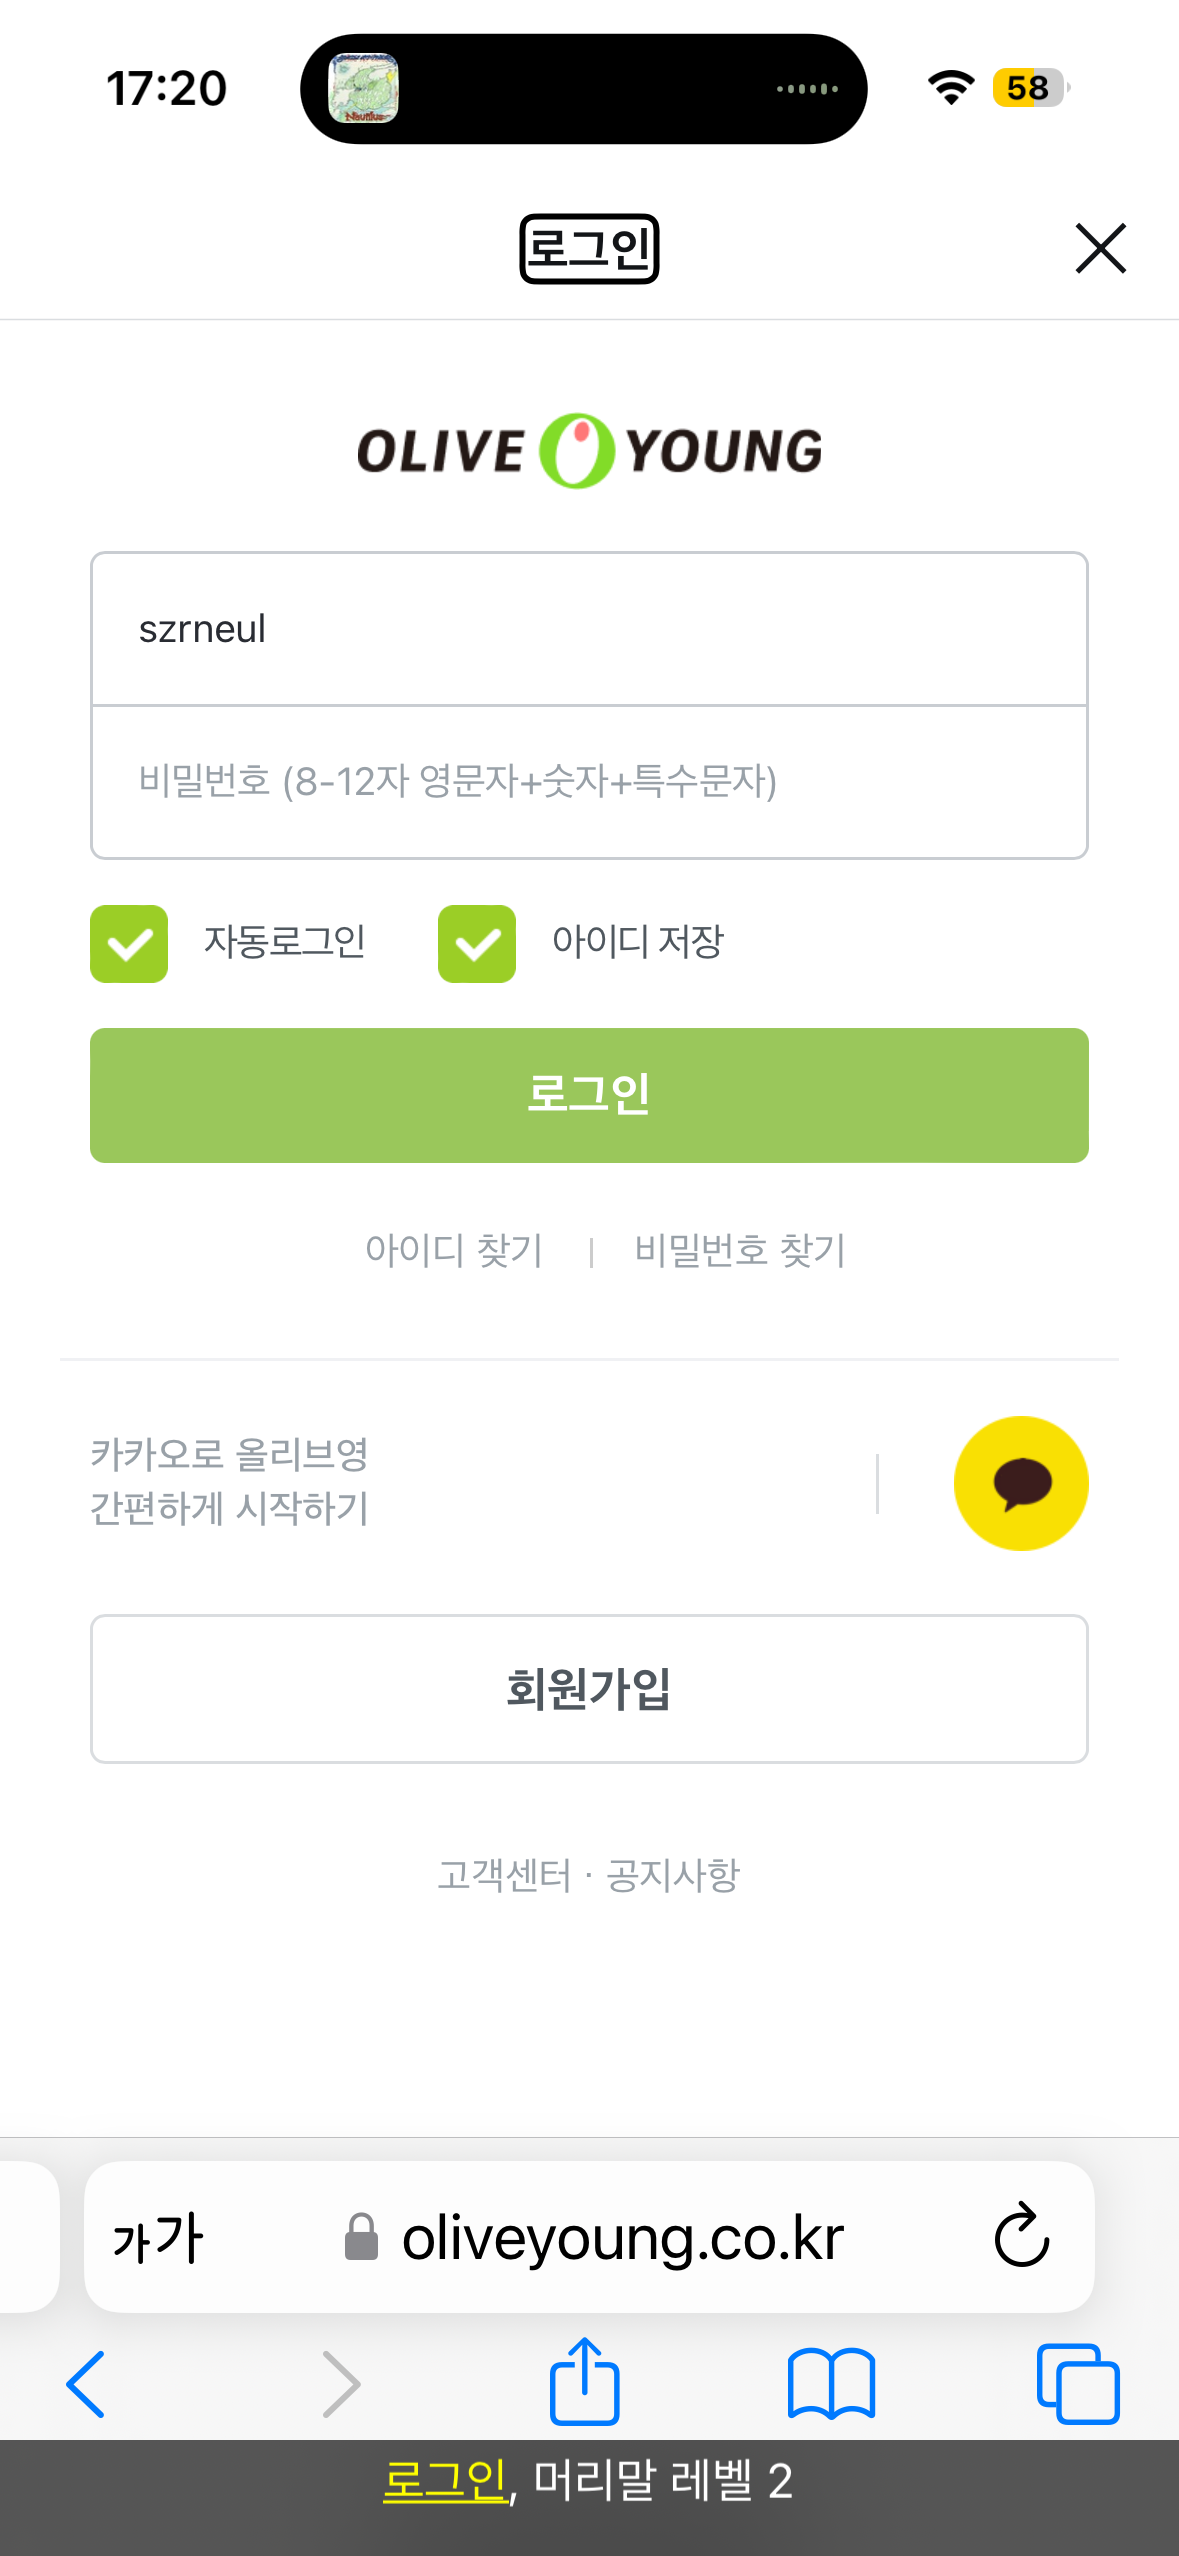 17:20
Nautilus
58
로그인
OLIVE YOUNG
szrneul
비밀번호 (8-12자 영문자+숫자+특수문자)
자동로그인
아이디 저장
로그인
아이디 찾기
비밀번호 찾기
카카오로 올리브영
간편하게 시작하기
회원가입
고객센터 · 공지사항
가가
oliveyoung.co.kr
로그인, 머리말 레벨 2